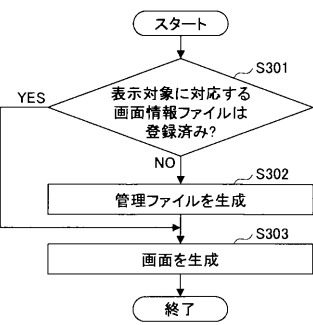 スタート
S301
表示対象に対応する
画面情報ファイルは
登録済み?
YES
NO
S302
管理ファイルを生成
S303
画面を生成
終了